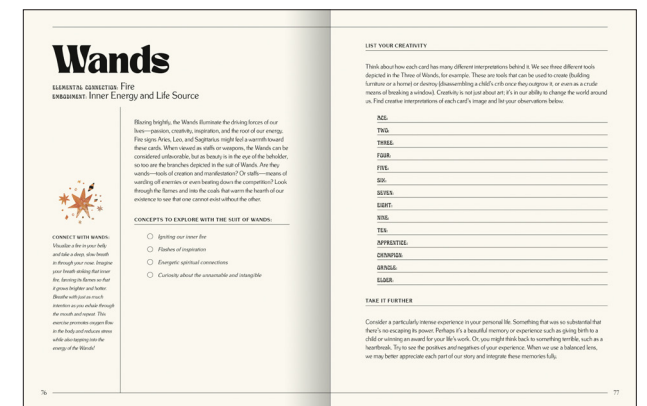 Wands
ELEMENTAL CONNECTION: Fire
EMBODIMENT: Inner Energy and Life Source
Blazing brightly, the Wands illuminate the driving forces of our
lives—passion, creativity, inspiration, and the root of our energy.
Fire signs Aries, Leo, and Sagittarius might feel a warmth toward
these cards. When viewed as staffs or weapons, the Wands can be
considered unfavorable, but as beauty is in the eye of the beholder,
so too are the branches depicted in the suit of Wands. Are they
wands—tools of creation and manifestation? Or staffs—means of
warding off enemies or even beating down the competition? Look
through the flames and into the coals that warm the hearth of our
existence to see that one cannot exist without the other.
CONCEPTS TO EXPLORE WITH THE SUIT OF WANDS:
Igniting our inner fire
Flashes of inspiration
Energetic spiritual connections
Curiosity about the unknowable and intangible
CONNECT WITH WANDS:
Visualize a fire in your belly
and take a deep, slow breath
in through your nose. Imagine
your breath stoking that inner
fire, fanning its flames so that
it grows brighter and hotter.
Breathe with just as much
intention as you exhale through
the mouth and repeat. This
exercise promotes oxygen flow
in the body and reduces stress
while also tapping into the
energy of the Wands!
76
LIST YOUR CREATIVITY
Think about how each card has many different interpretations behind it. We see three different tools
depicted in the Three of Wands, for example. These are tools that can be used to create (building
furniture or a home) or destroy (disassembling a child's crib once they outgrow it, or even as a crude
means of breaking a window). Creativity is not just about art; it's in our ability to change the world around
us. Find creative interpretations of each card's image and list your observations below.
ACE:
TWO:
THREE:
FOUR:
FIVE:
SIX:
SEVEN:
EIGHT:
NINE:
TEN:
APPRENTICE:
CHAMPION:
ORACLE:
ELDER:
TAKE IT FURTHER
Consider a particularly intense experience in your personal life. Something that was so substantial that
there's no escaping its power. Perhaps it's a beautiful memory or experience such as giving birth to a
child or winning an award for your life's work. Or, you might think back to something terrible, such as a
heartbreak. Try to see the positives and negatives of your experience. When we use a balanced lens,
we may better appreciate each part of our story and integrate these memories fully.
77